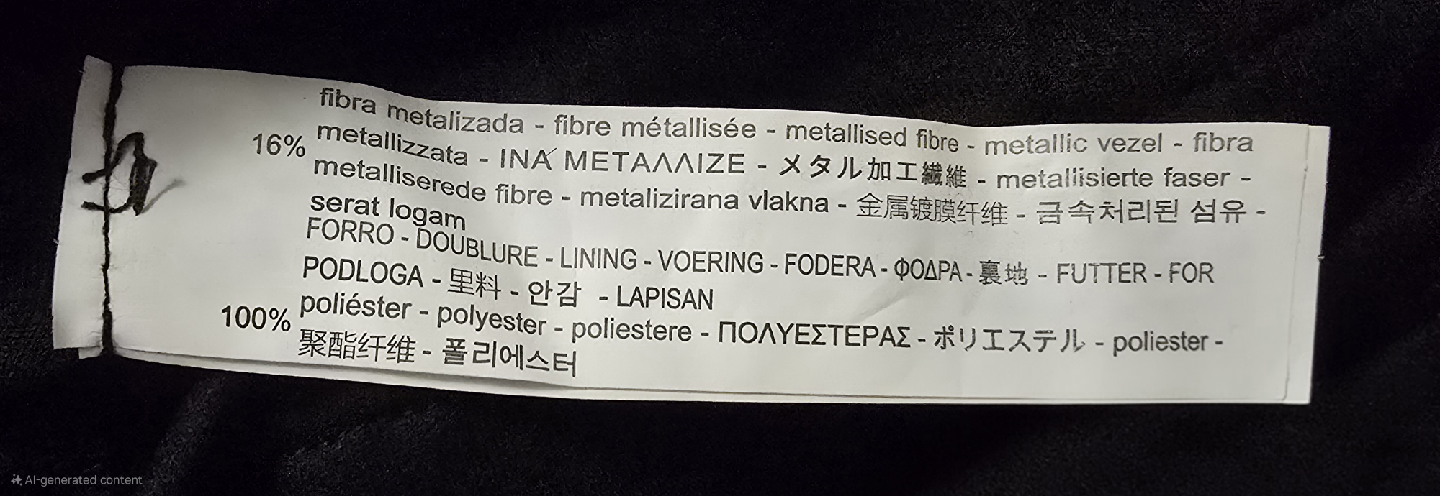 fibra metalizada - fibre métallisée - metallised fibre - metallic vezel - fibra
16% metallizzata - ΙΝΑ΄ ΜΕΤΑΛΛΙΖΕ - メタル加工繊維 - metallisierte faser -
metalliserede fibre - metalizirana vlakna - 金属镀膜纤维 - 금속처리된 섬유 -
serat logam
FORRO - DOUBLURE - LINING - VOERING - FODERA - ΦΟΔΡΑ - 裏地 - FUTTER - FOR
PODLOGA - 里料 - 안감 - LAPISAN
100% poliéster - polyester - poliestere - ΠΟΛΥΕΣΤΕΡΑΣ - ポリエステル - poliester -
聚酯纤维 - 폴리에스터
AI-generated content